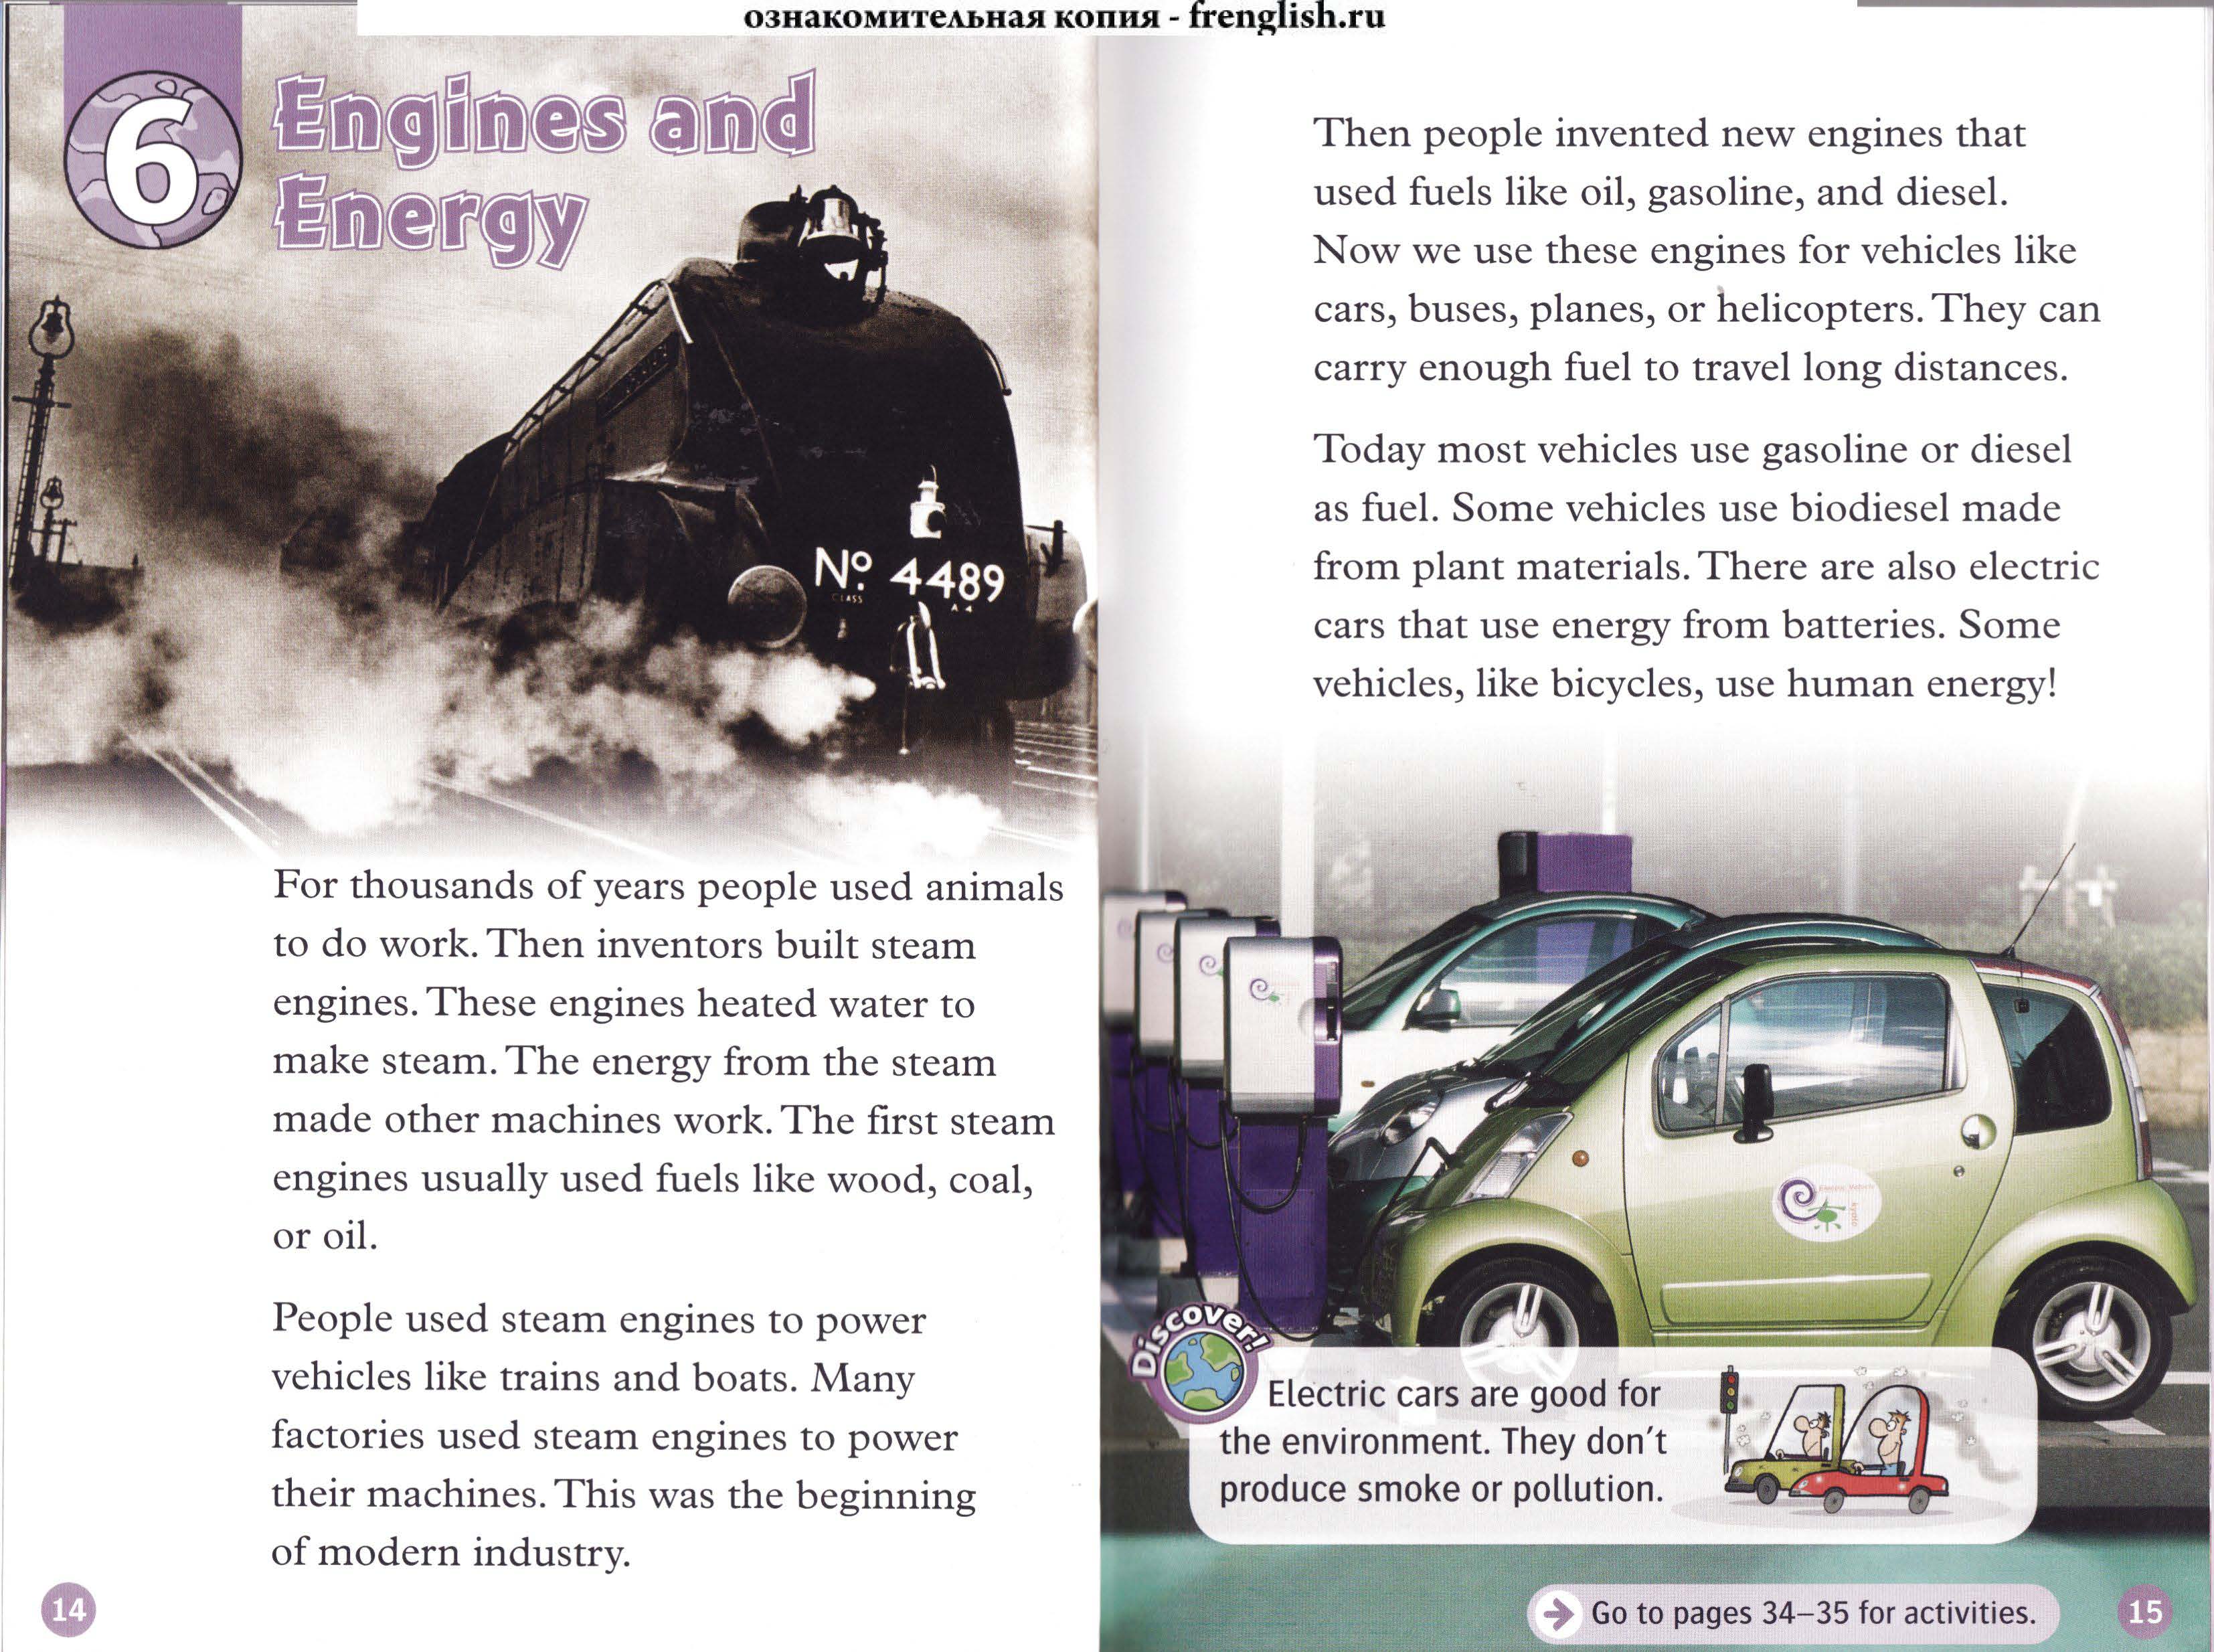 ознакомительная копия - frenglish.ru
6
Engines and
Energy
Nº 4489
CLASS
A 4
For thousands of years people used animals
to do work. Then inventors built steam
engines. These engines heated water to
make steam. The energy from the steam
made other machines work. The first steam
engines usually used fuels like wood, coal,
or oil.
People used steam engines to power
vehicles like trains and boats. Many
factories used steam engines to power
their machines. This was the beginning
of modern industry.
14
Then people invented new engines that
used fuels like oil, gasoline, and diesel.
Now we use these engines for vehicles like
cars, buses, planes, or helicopters. They can
carry enough fuel to travel long distances.
Today most vehicles use gasoline or diesel
as fuel. Some vehicles use biodiesel made
from plant materials. There are also electric
cars that use energy from batteries. Some
vehicles, like bicycles, use human energy!
Electric Vehicle
kyoto
Discover!
Electric cars are good for
the environment. They don't
produce smoke or pollution.
Go to pages 34–35 for activities.
15